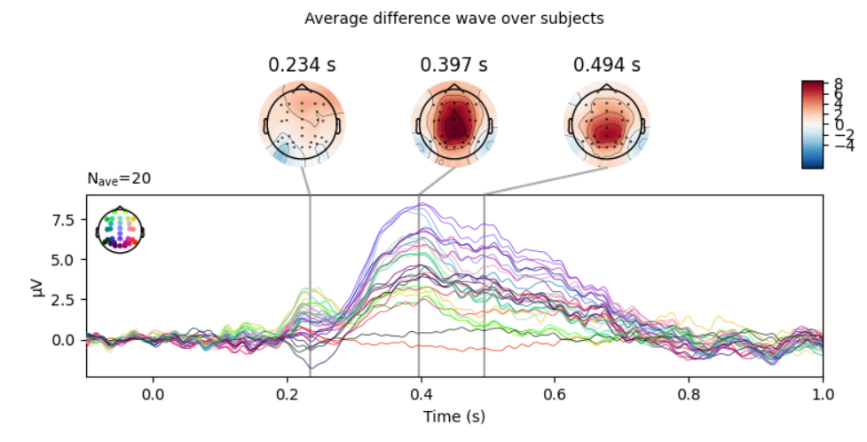 Average difference wave over subjects
0.234 s 0.397 s 0.494 s
8
6
4
2
0
−2
−4
Nave=20
7.5
5.0
2.5
0.0
µV
0.0 0.2 0.4 0.6 0.8 1.0
Time (s)